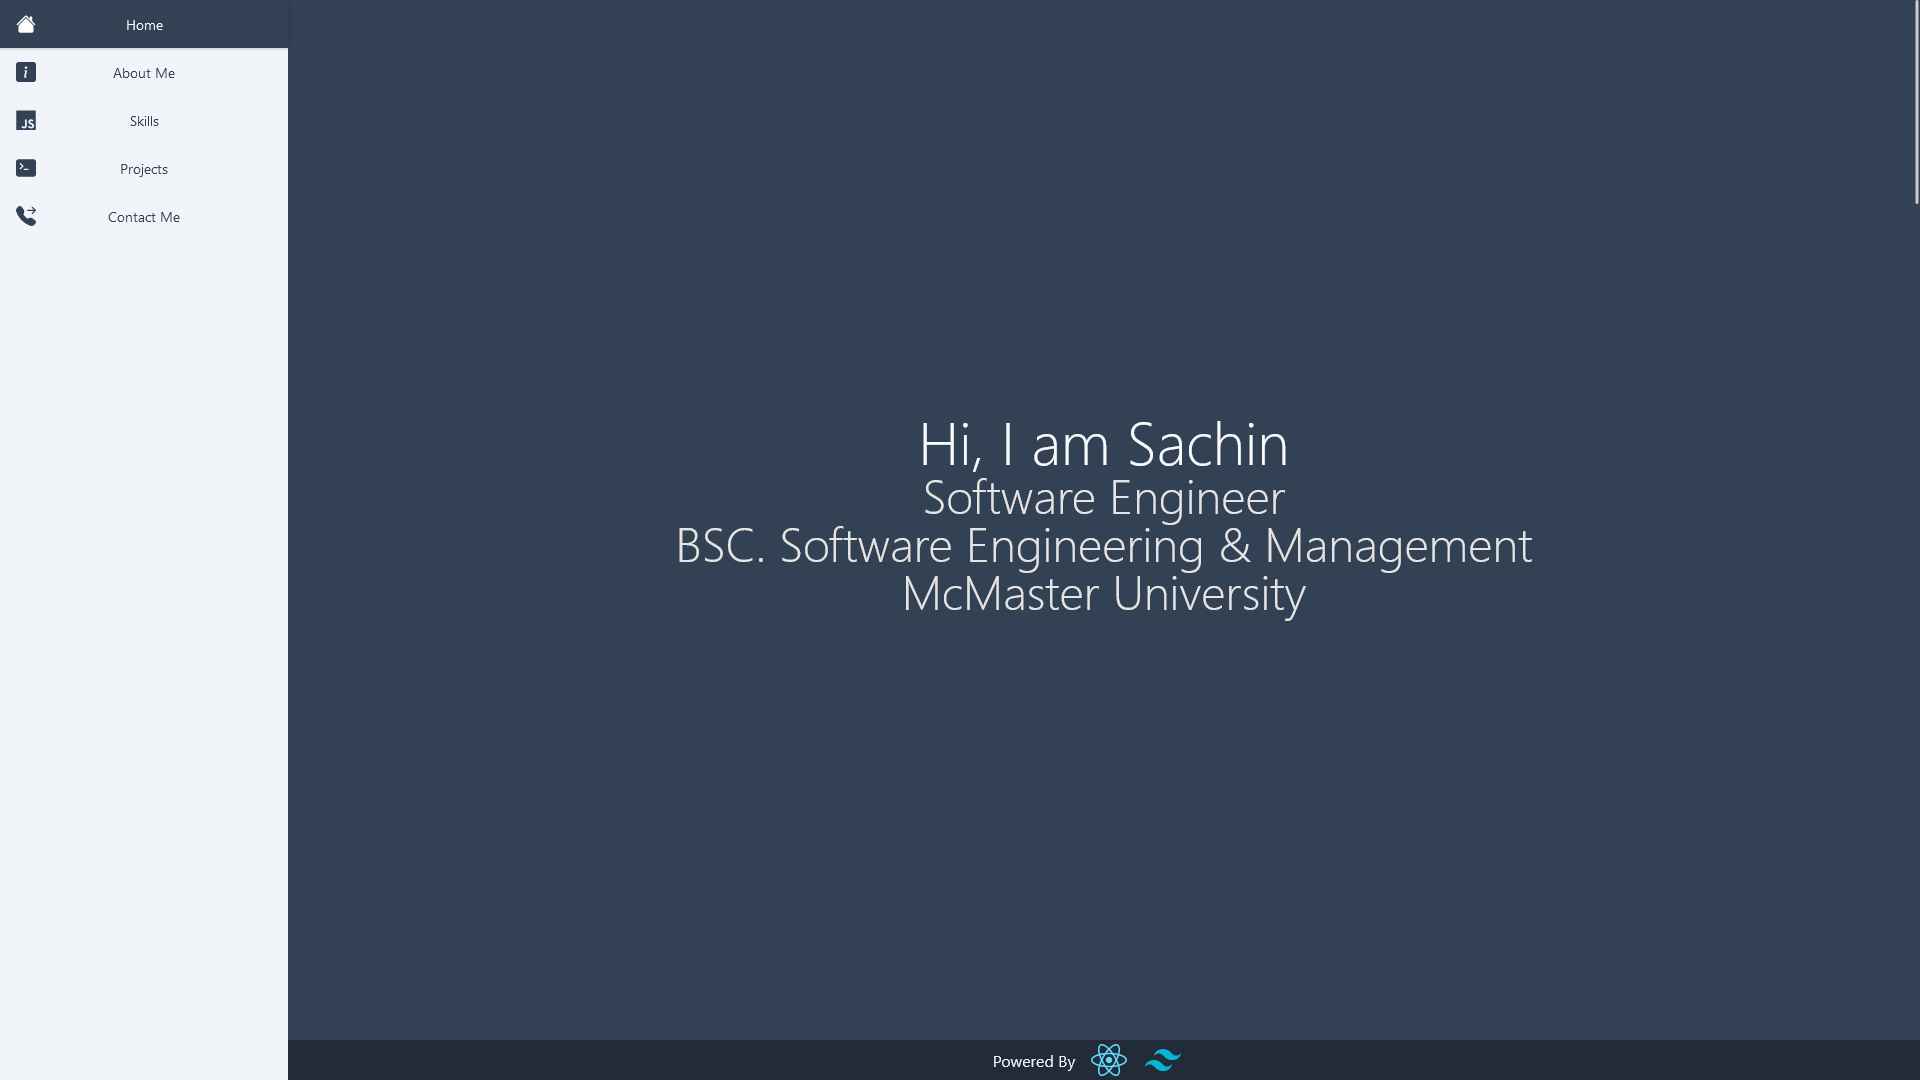 Home
About Me
JS
Skills
Projects
Contact Me
Hi, I am Sachin
Software Engineer
BSC. Software Engineering & Management
McMaster University
Powered By